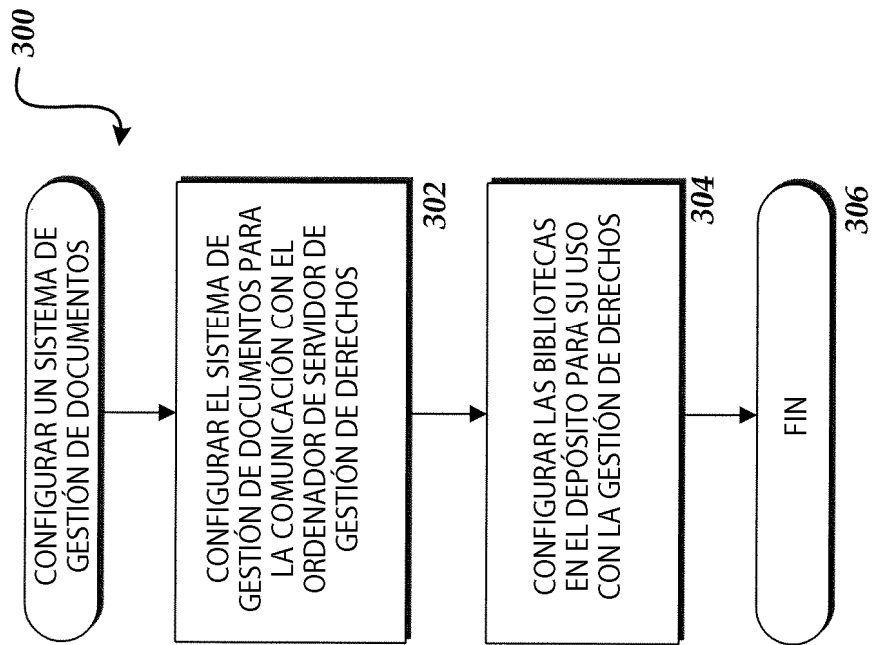 300
CONFIGURAR UN SISTEMA DE
GESTIÓN DE DOCUMENTOS
CONFIGURAR EL SISTEMA DE
GESTIÓN DE DOCUMENTOS PARA
LA COMUNICACIÓN CON EL
ORDENADOR DE SERVIDOR DE
GESTIÓN DE DERECHOS
302
CONFIGURAR LAS BIBLIOTECAS
EN EL DEPÓSITO PARA SU USO
CON LA GESTIÓN DE DERECHOS
304
FIN
306